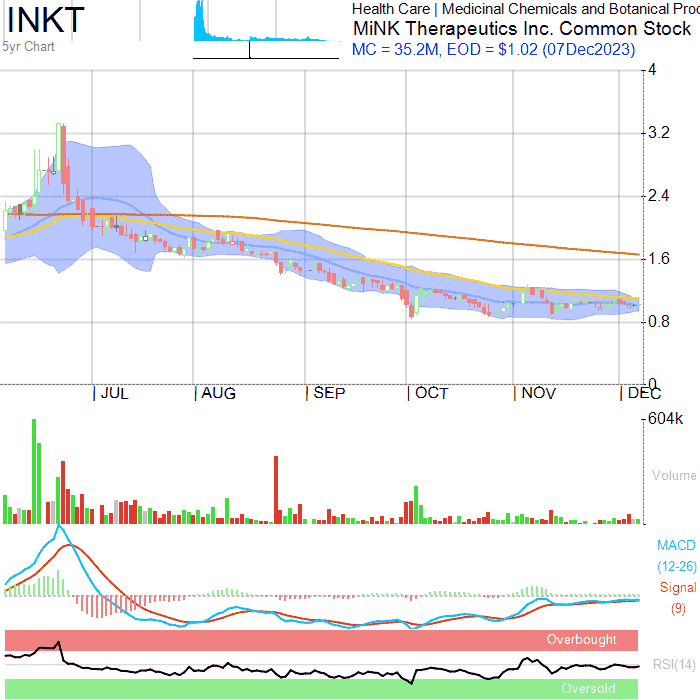 INKT
5yr Chart
Health Care | Medicinal Chemicals and Botanical
MiNK Therapeutics Inc. Common Stock
MC = 35.2M, EOD = $1.02 (07Dec2023)
4
3.2
2.4
1.6
0.8
0
JUL AUG SEP OCT NOV DEC
604k
Volume
MACD
(12-26)
Signal
(9)
Overbought
RSI(14)
Oversold